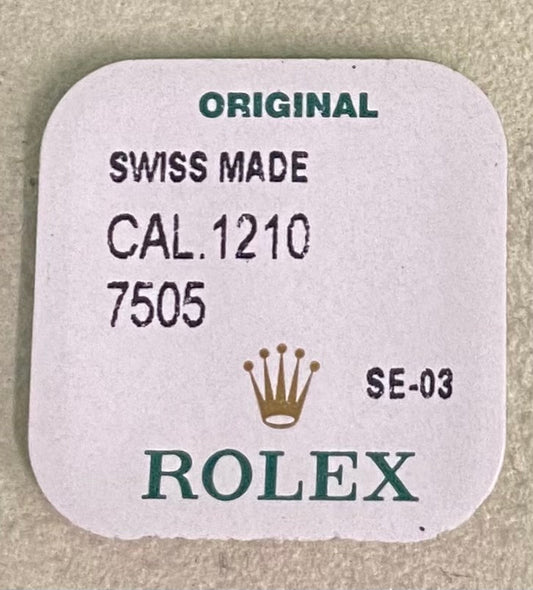 ORIGINAL
SWISS MADE
CAL.1210
7505
SE-03
ROLEX